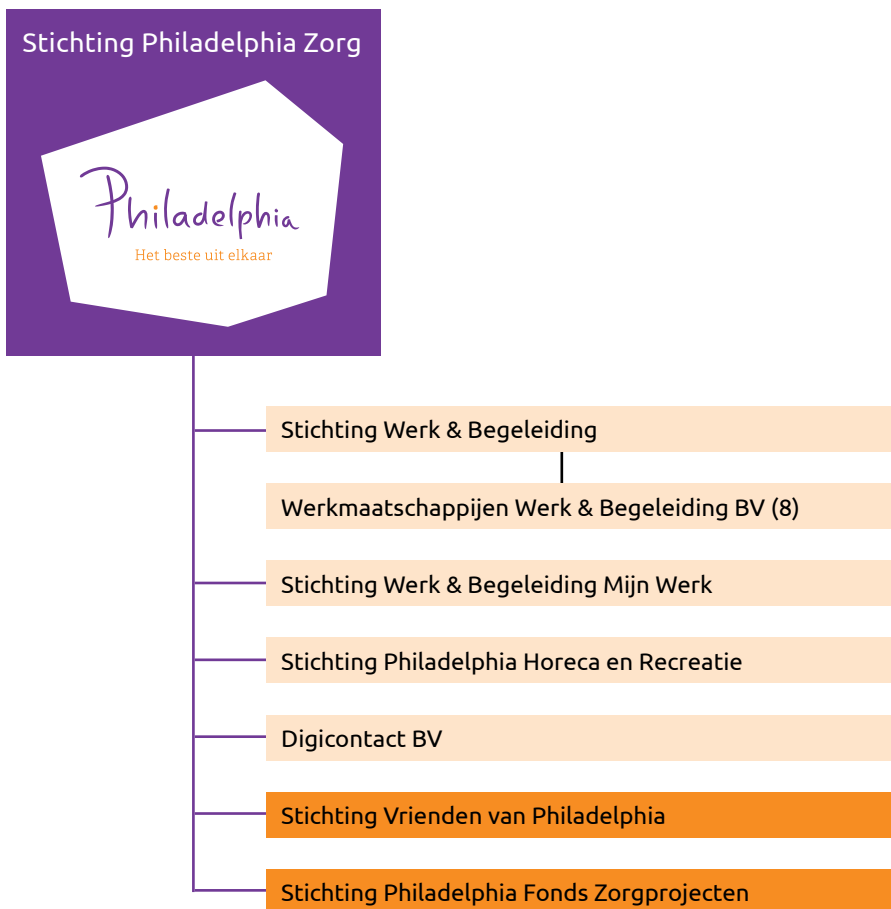 Stichting Philadelphia Zorg
Philadelphia
Het beste uit elkaar
Stichting Werk & Begeleiding
Werkmaatschappijen Werk & Begeleiding BV (8)
Stichting Werk & Begeleiding Mijn Werk
Stichting Philadelphia Horeca en Recreatie
Digicontact BV
Stichting Vrienden van Philadelphia
Stichting Philadelphia Fonds Zorgprojecten